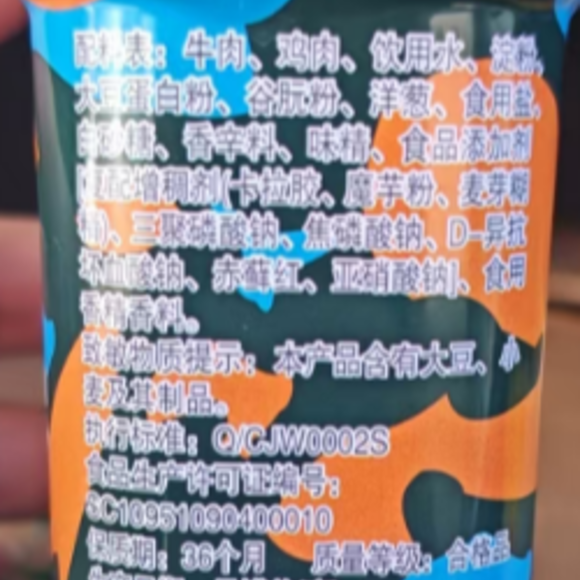 配料表：牛肉、鸡肉、饮用水、淀粉、
大豆蛋白粉、谷朊粉、洋葱、食用盐、
白砂糖、香辛料、味精、食品添加剂
[复配增稠剂(卡拉胶、魔芋粉、麦芽糊
精)、三聚磷酸钠、焦磷酸钠、D-异抗
坏血酸钠、赤藓红、亚硝酸钠]、食用
香精香料。
致敏物质提示：本产品含有大豆、小
麦及其制品。
执行标准：Q/CJW0002S
食品生产许可证编号：
SC10951090400010
保质期：36个月 质量等级：合格品